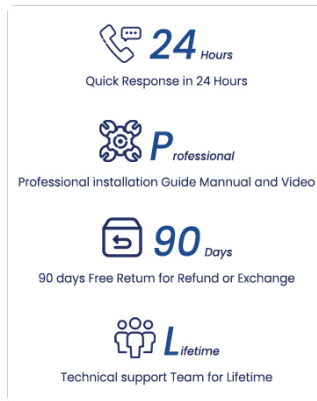 24 Hours
Quick Response in 24 Hours
Professional
Professional installation Guide Mannual and Video
90 Days
90 days Free Retum for Refund or Exchange
Lifetime
Technical support Team for Lifetime